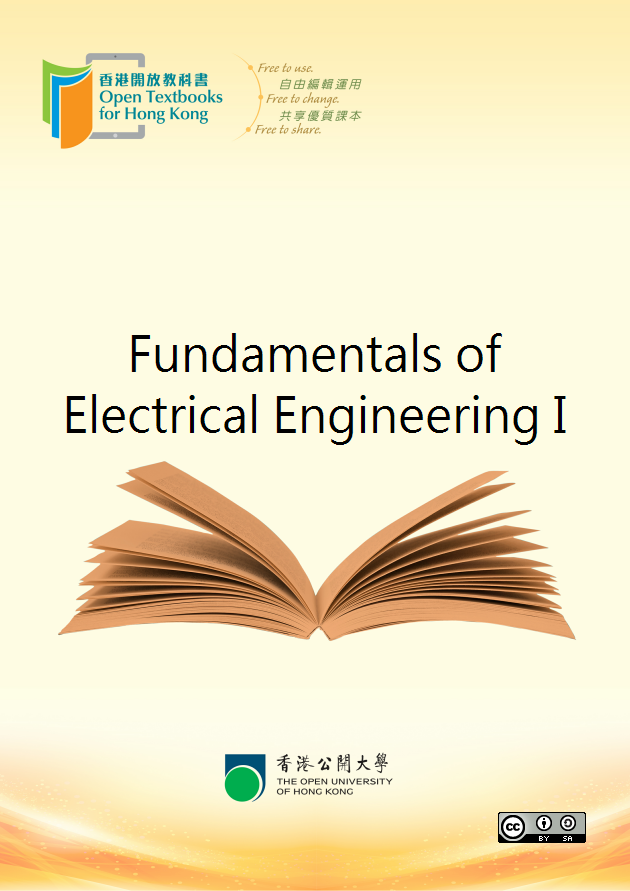 香港開放教科書
Open Textbooks
for Hong Kong
Free to use.
自由編輯運用
Free to change.
共享優質課本
Free to share.
Fundamentals of
Electrical Engineering I
香港公開大學
THE OPEN UNIVERSITY
OF HONG KONG
cc
BY SA